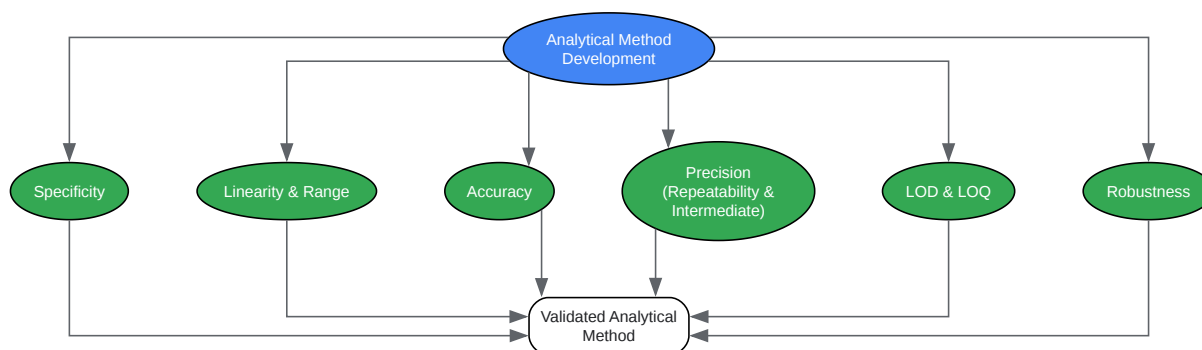 Analytical Method
Development
Specificity
Linearity & Range
Accuracy
Precision
(Repeatability &
Intermediate)
LOD & LOQ
Robustness
Validated Analytical
Method